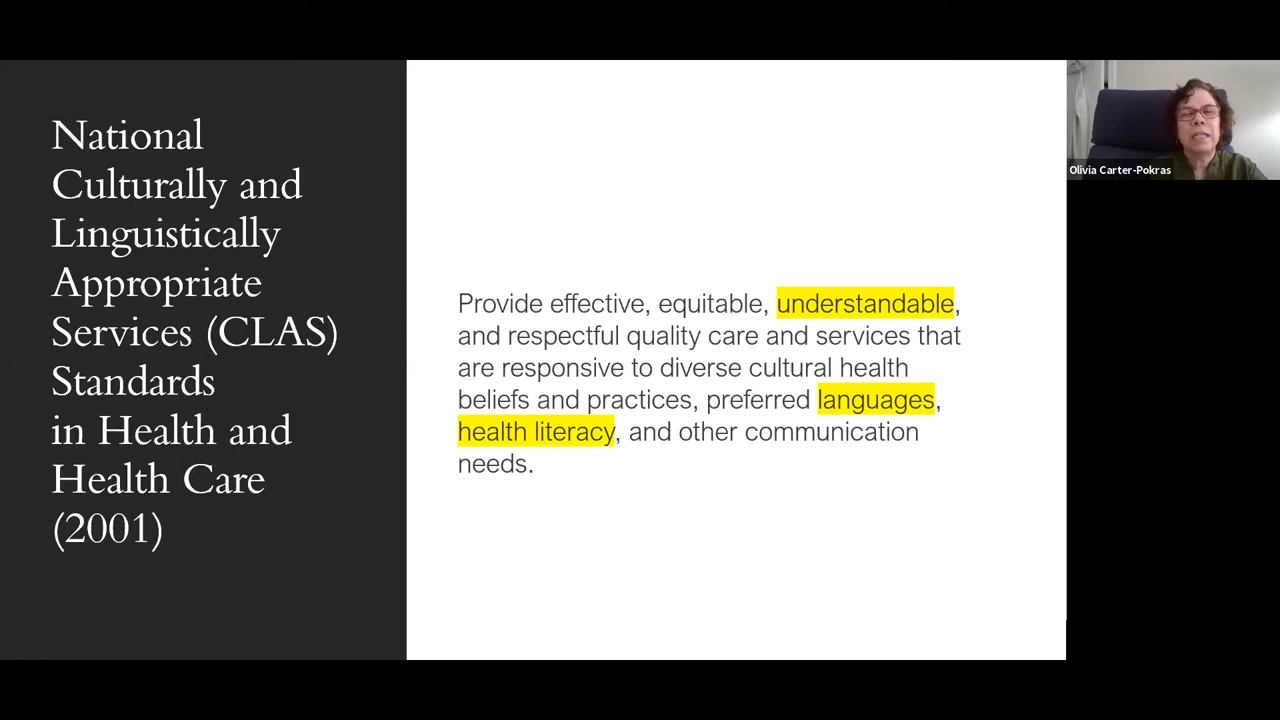 National
Culturally and
Linguistically
Appropriate
Services (CLAS)
Standards
in Health and
Health Care
(2001)
Provide effective, equitable, understandable,
and respectful quality care and services that
are responsive to diverse cultural health
beliefs and practices, preferred languages,
health literacy, and other communication
needs.
Olivia Carter-Pokras